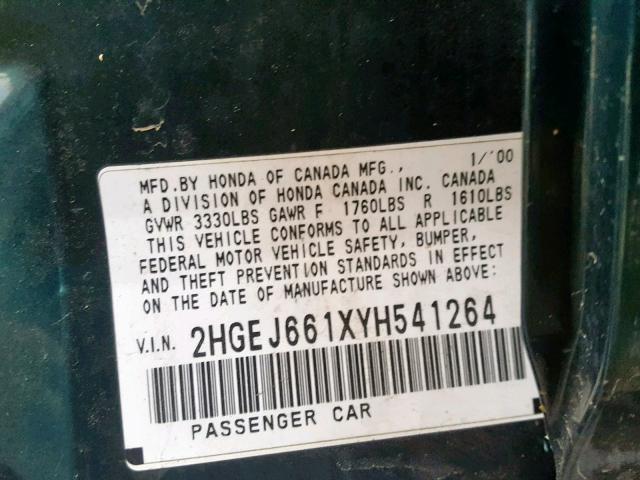 MFD.BY HONDA OF CANADA MFG., 1/'00
A DIVISION OF HONDA CANADA INC. CANADA
GVWR 3330LBS GAWR F 1760LBS R 1610LBS
THIS VEHICLE CONFORMS TO ALL APPLICABLE
FEDERAL MOTOR VEHICLE SAFETY, BUMPER,
AND THEFT PREVENTION STANDARDS IN EFFECT
ON THE DATE OF MANUFACTURE SHOWN ABOVE:
V.I.N. 2HGEJ661XYH541264
PASSENGER CAR